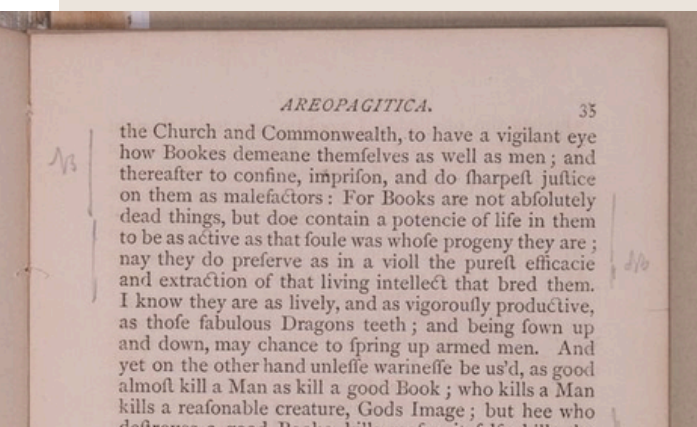 AREOPAGITICA. 35
the Church and Commonwealth, to have a vigilant eye
how Bookes demeane themſelves as well as men ; and
thereafter to confine, impriſon, and do ſharpeſt juſtice
on them as malefactors : For Books are not abſolutely
dead things, but doe contain a potencie of life in them
to be as active as that ſoule was whoſe progeny they are ;
nay they do preſerve as in a violl the pureſt efficacie
and extraction of that living intellect that bred them.
I know they are as lively, and as vigorouſly productive,
as thoſe fabulous Dragons teeth ; and being ſown up
and down, may chance to ſpring up armed men. And
yet on the other hand unleſſe warineſſe be us'd, as good
almoſt kill a Man as kill a good Book ; who kills a Man
kills a reaſonable creature, Gods Image ; but hee who